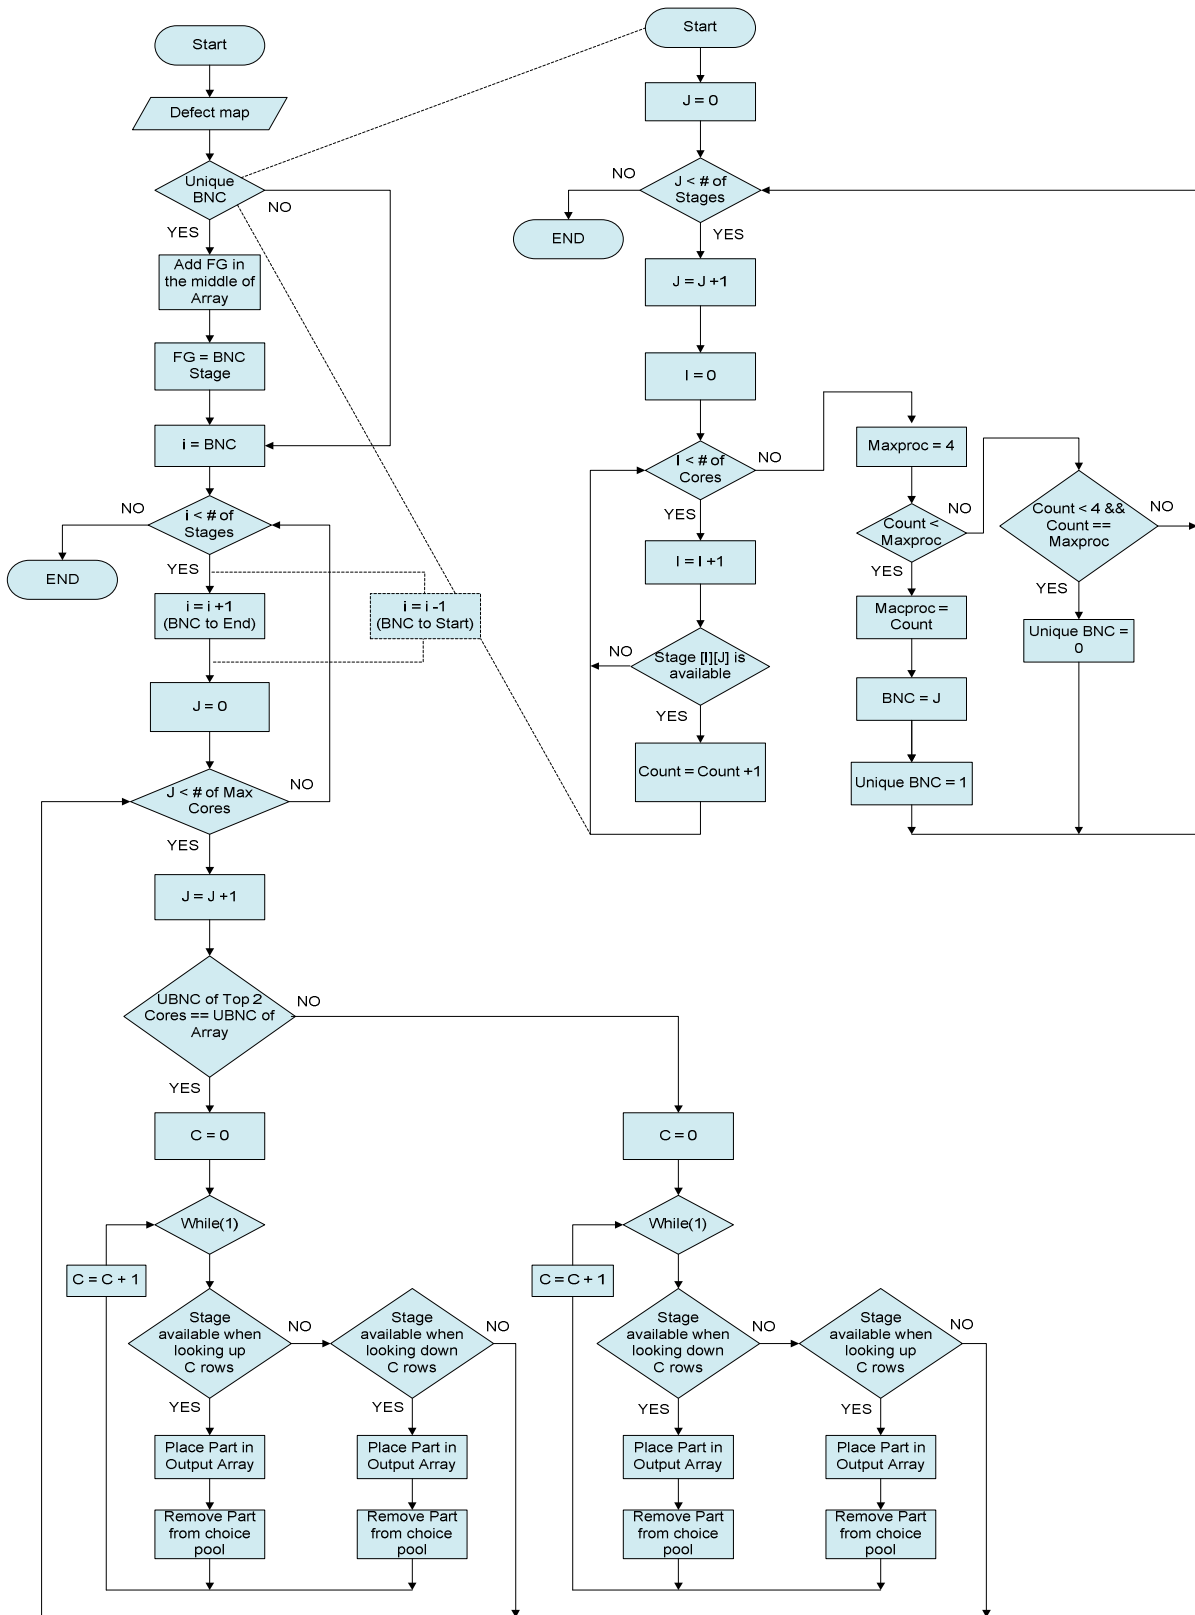 Start
Defect map
Unique
BNC
NO
YES
Add FG in
the middle of
Array
FG = BNC
Stage
i = BNC
i < # of
Stages
NO
END
YES
i = i +1
(BNC to End)
i = i -1
(BNC to Start)
J = 0
J < # of Max
Cores
NO
YES
J = J +1
UBNC of Top 2
Cores == UBNC of
Array
NO
YES
C = 0
While(1)
C = C + 1
Stage
available when
looking up
C rows
NO
Stage
available when
looking down
C rows
NO
YES
YES
Place Part in
Output Array
Place Part in
Output Array
Remove Part
from choice
pool
Remove Part
from choice
pool
C = 0
While(1)
C = C + 1
Stage
available when
looking down
C rows
NO
Stage
available when
looking up
C rows
NO
YES
YES
Place Part in
Output Array
Place Part in
Output Array
Remove Part
from choice
pool
Remove Part
from choice
pool
Start
J = 0
J < # of
Stages
NO
END
YES
J = J +1
I = 0
I < # of
Cores
NO
YES
I = I +1
Stage [I][J] is
available
NO
YES
Count = Count +1
Maxproc = 4
Count <
Maxproc
NO
YES
Macproc =
Count
BNC = J
Unique BNC = 1
Count < 4 &&
Count ==
Maxproc
NO
YES
Unique BNC =
0